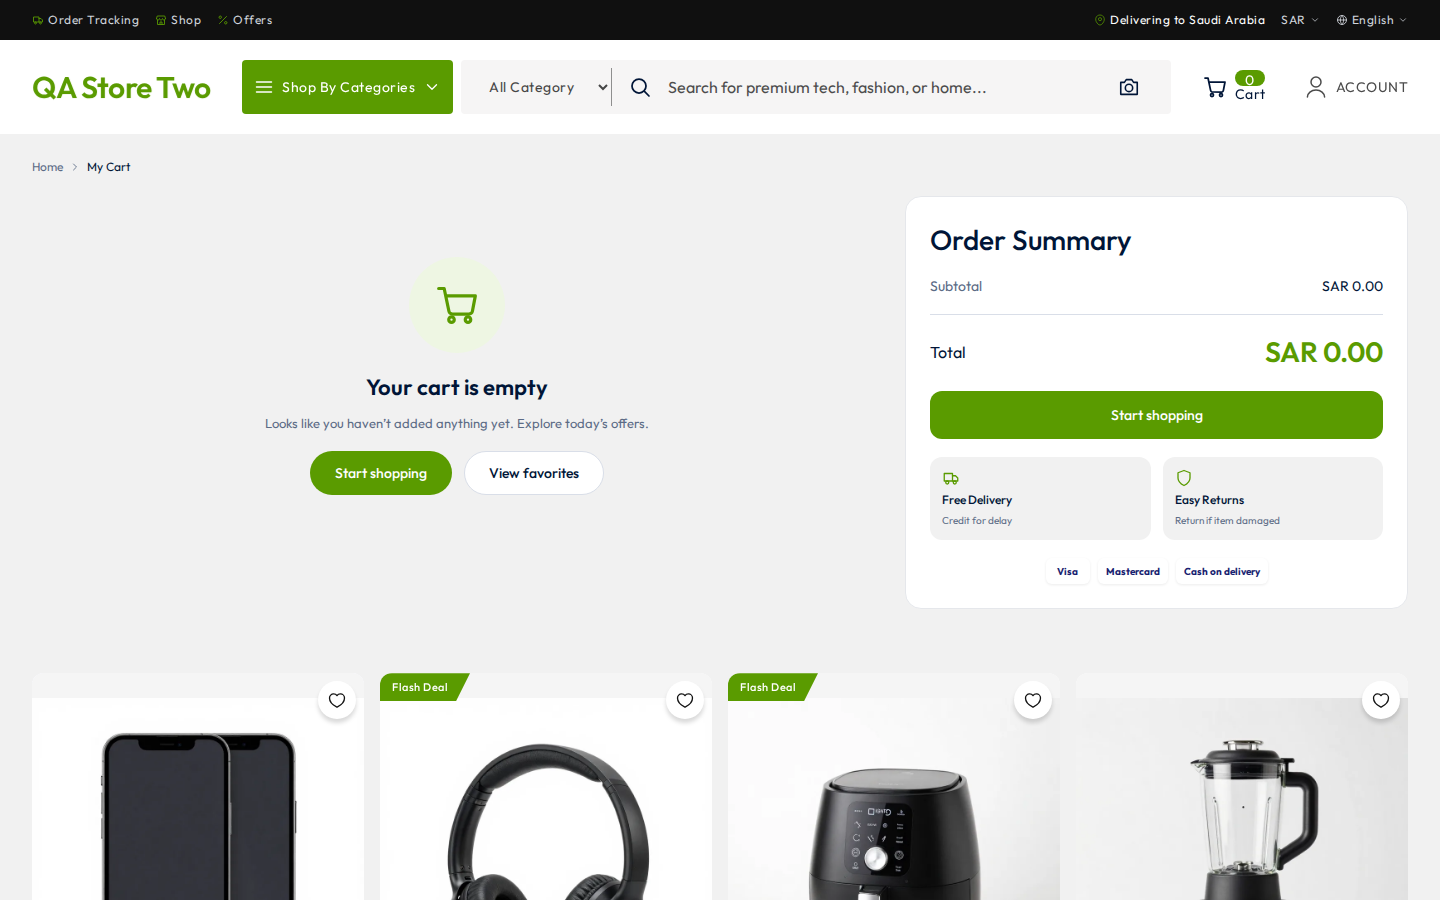 Order Tracking
Shop
Offers
Delivering to Saudi Arabia
SAR
English
QA Store Two
Shop By Categories
All Category
Search for premium tech, fashion, or home...
0
Cart
ACCOUNT
Home
My Cart
Your cart is empty
Looks like you haven't added anything yet. Explore today's offers.
Start shopping
View favorites
Order Summary
Subtotal
SAR 0.00
Total
SAR 0.00
Start shopping
Free Delivery
Credit for delay
Easy Returns
Return if item damaged
Visa
Mastercard
Cash on delivery
Flash Deal
Flash Deal